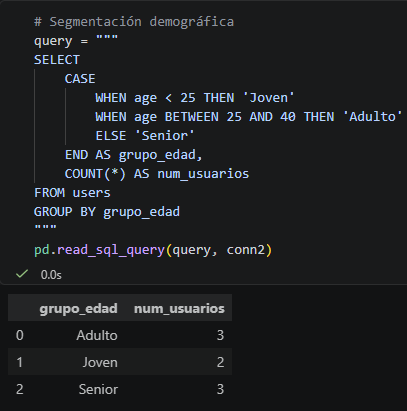 # Segmentación demográfica
query = """
SELECT
    CASE
        WHEN age < 25 THEN 'Joven'
        WHEN age BETWEEN 25 AND 40 THEN 'Adulto'
        ELSE 'Senior'
    END AS grupo_edad,
    COUNT(*) AS num_usuarios
FROM users
GROUP BY grupo_edad
"""
pd.read_sql_query(query, conn2)
✓ 0.0s
grupo_edad num_usuarios
0 Adulto 3
1 Joven 2
2 Senior 3